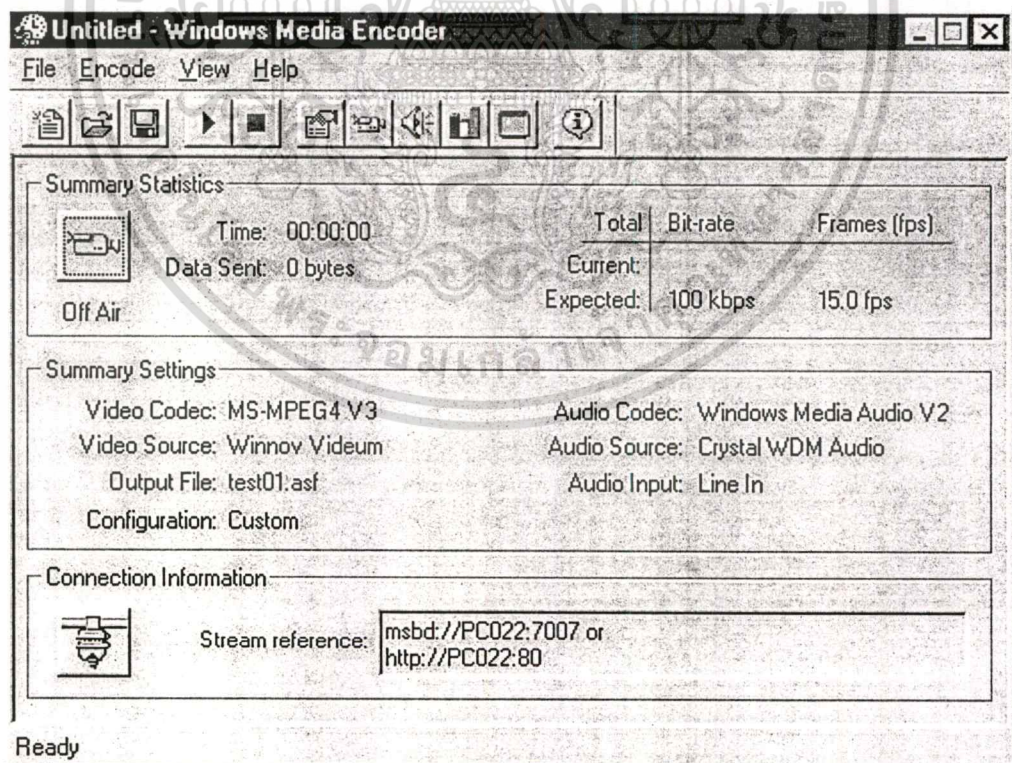 Untitled - Windows Media Encoder
File Encode View Help
Summary Statistics
Time: 00:00:00
Data Sent: 0 bytes
Off Air
Total Bit-rate Frames (fps)
Current:
Expected: 100 kbps 15.0 fps
Summary Settings
Video Codec: MS-MPEG4 V3
Video Source: Winnov Videum
Output File: test01.asf
Configuration: Custom
Audio Codec: Windows Media Audio V2
Audio Source: Crystal WDM Audio
Audio Input: Line In
Connection Information
Stream reference: msbd://PC022:7007 or
http://PC022:80
Ready